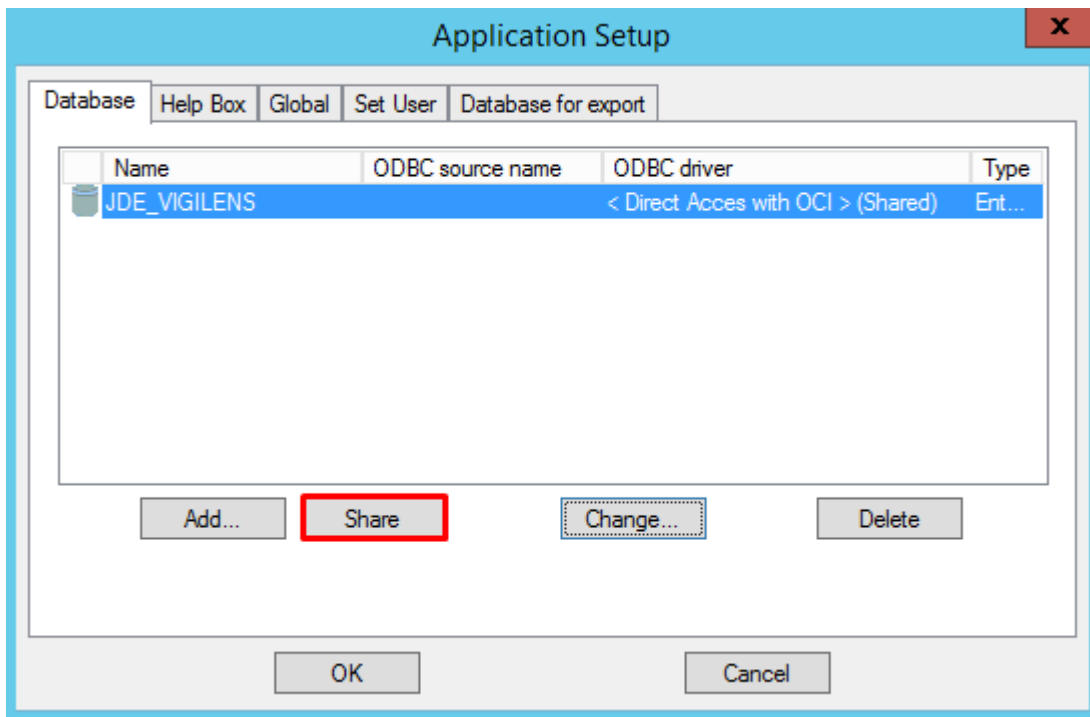 Application Setup
x
Database Help Box Global Set User Database for export
Name ODBC source name ODBC driver Type
JDE_VIGILENS < Direct Acces with OCI > (Shared) Ent...
Add... Share Change... Delete
OK Cancel